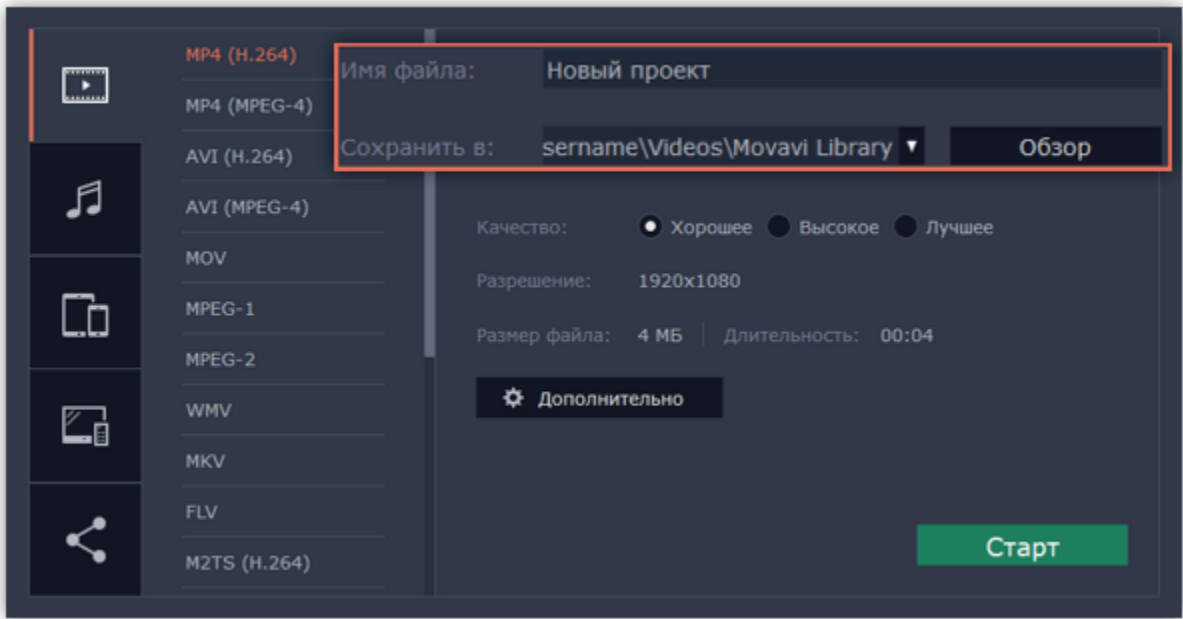 MP4 (H.264)
MP4 (MPEG-4)
AVI (H.264)
AVI (MPEG-4)
MOV
MPEG-1
MPEG-2
WMV
MKV
FLV
M2TS (H.264)
Имя файла: Новый проект
Сохранить в: sername\Videos\Movavi Library Обзор
Качество: Хорошее Высокое Лучшее
Разрешение: 1920x1080
Размер файла: 4 МБ Длительность: 00:04
Дополнительно
Старт